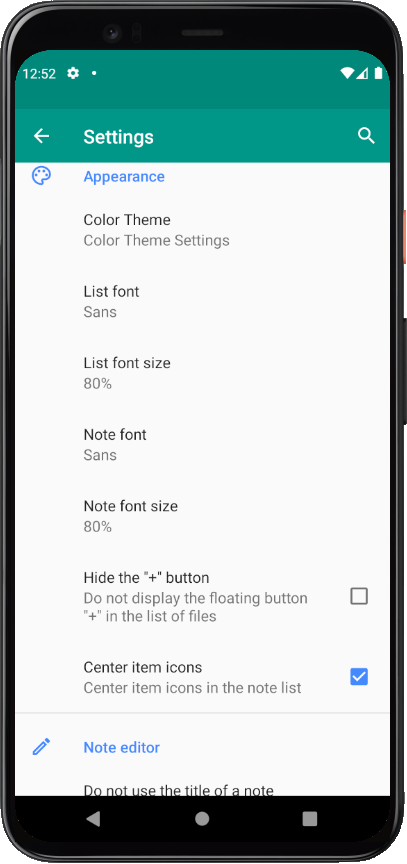 12:52
Settings
Appearance
Color Theme
Color Theme Settings
List font
Sans
List font size
80%
Note font
Sans
Note font size
80%
Hide the "+" button
Do not display the floating button
"+" in the list of files
Center item icons
Center item icons in the note list
Note editor
Do not use the title of a note